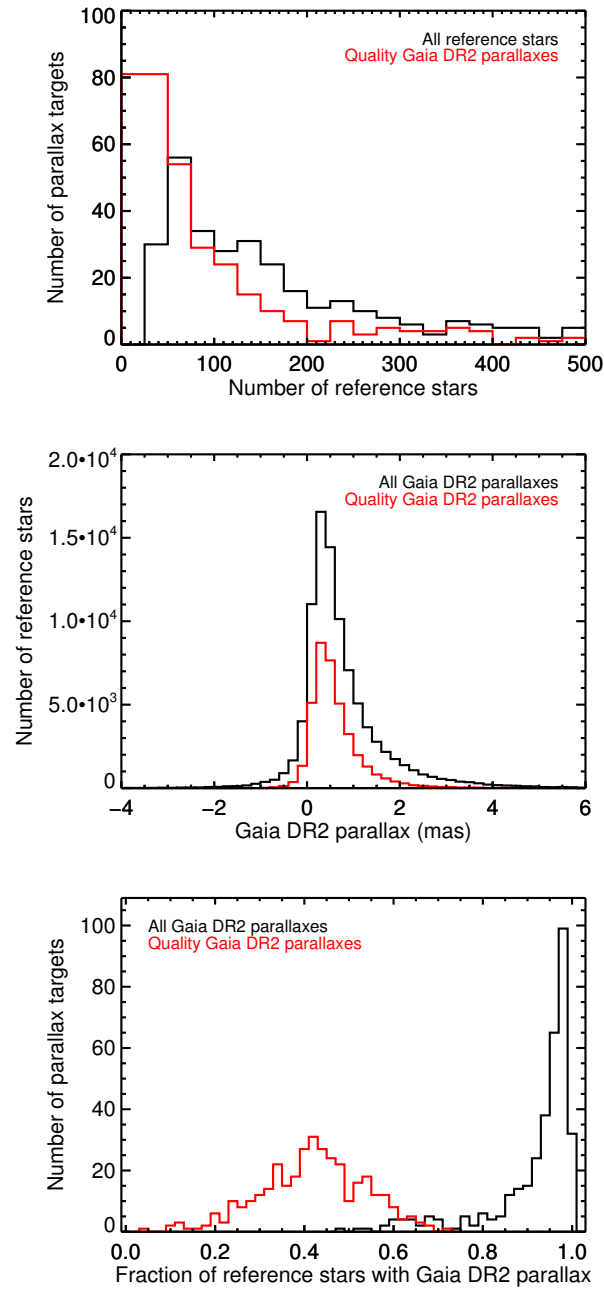 100
80
60
40
20
0
Number of parallax targets
All reference stars
Quality Gaia DR2 parallaxes
0 100 200 300 400 500
Number of reference stars
2.0•10⁴
1.5•10⁴
1.0•10⁴
5.0•10³
0
Number of reference stars
All Gaia DR2 parallaxes
Quality Gaia DR2 parallaxes
−4 −2 0 2 4 6
Gaia DR2 parallax (mas)
100
80
60
40
20
0
Number of parallax targets
All Gaia DR2 parallaxes
Quality Gaia DR2 parallaxes
0.0 0.2 0.4 0.6 0.8 1.0
Fraction of reference stars with Gaia DR2 parallax